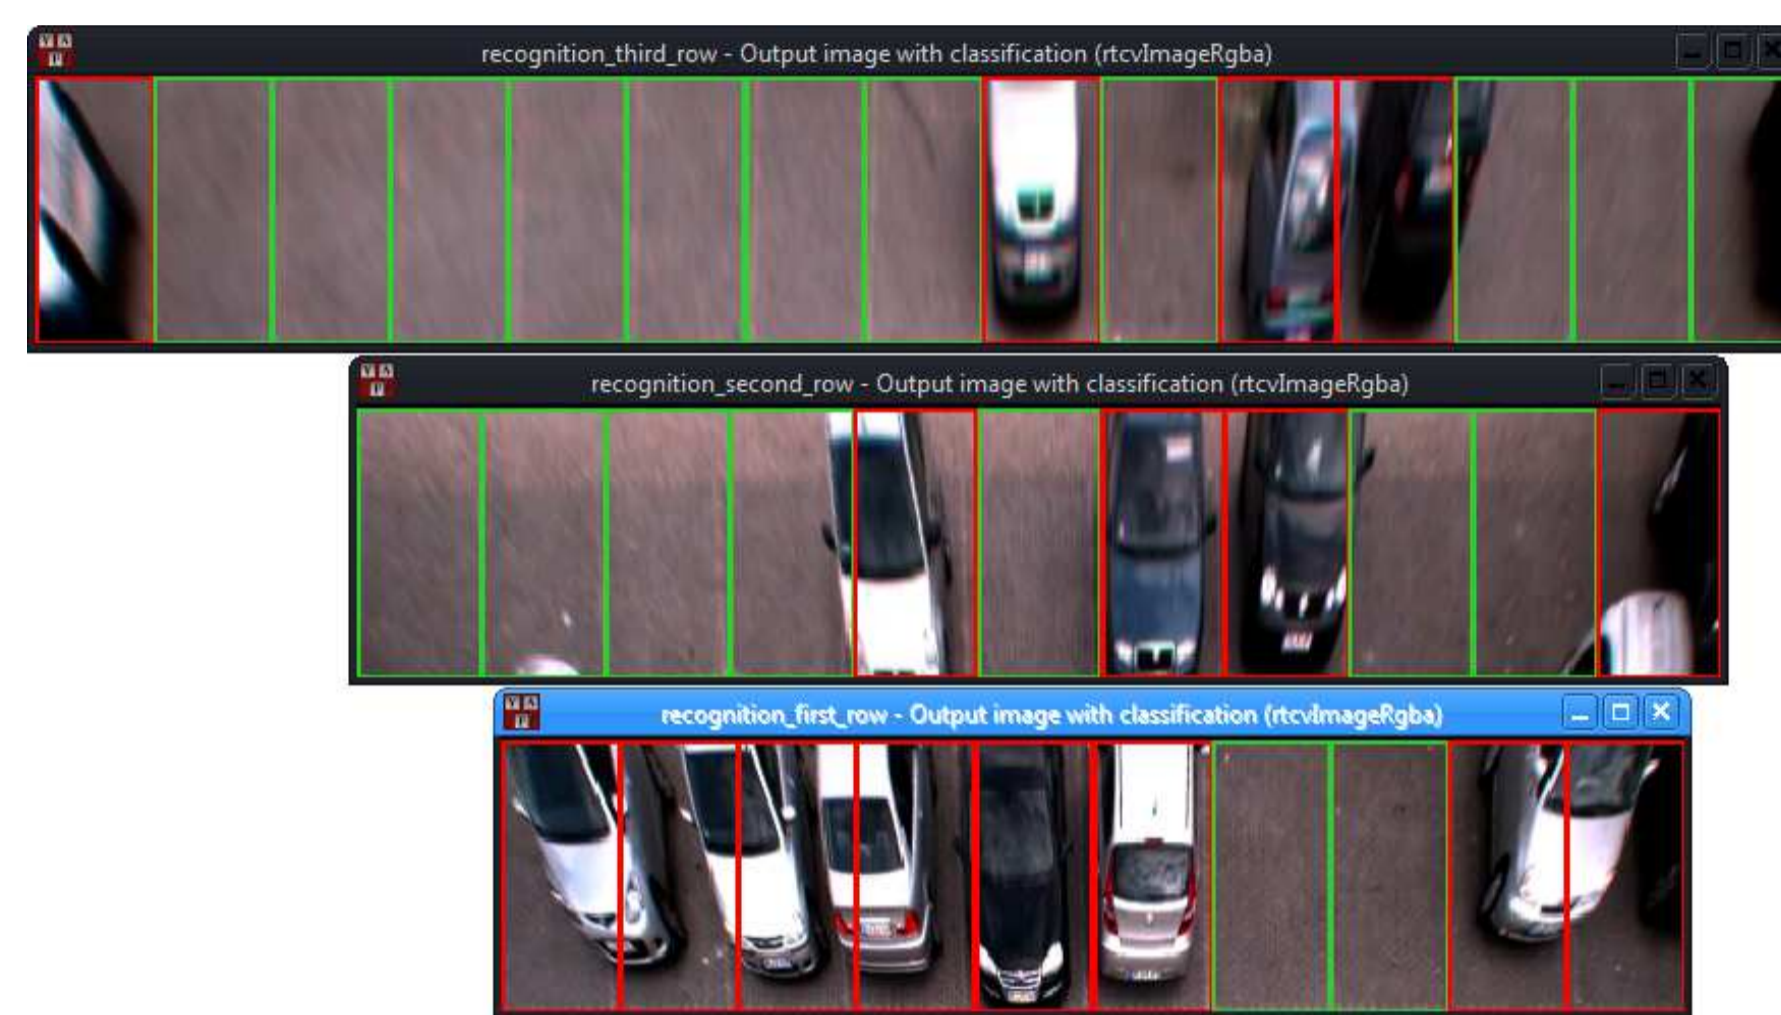 recognition_third_row - Output image with classification (rtcvImageRgba)
recognition_second_row - Output image with classification (rtcvImageRgba)
recognition_first_row - Output image with classification (rtcvImageRgba)